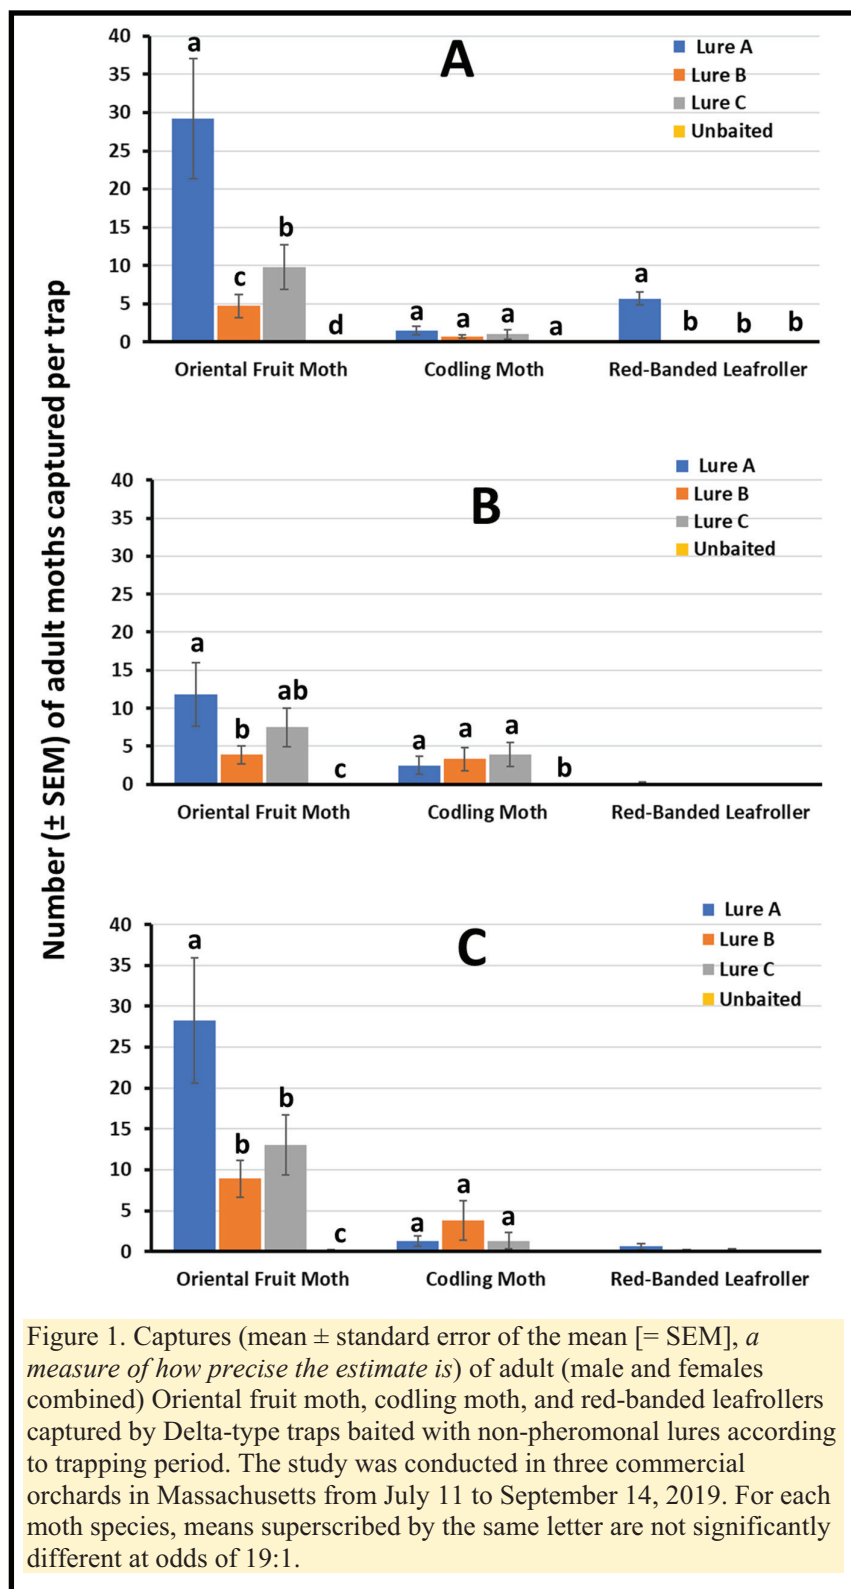 Number (± SEM) of adult moths captured per trap
A
Lure A
Lure B
Lure C
Unbaited
40
35
30
25
20
15
10
5
0
a
c
b
d
a
a
a
a
a
b
b
b
Oriental Fruit Moth
Codling Moth
Red-Banded Leafroller
B
Lure A
Lure B
Lure C
Unbaited
40
35
30
25
20
15
10
5
0
a
b
ab
c
a
a
a
b
Oriental Fruit Moth
Codling Moth
Red-Banded Leafroller
C
Lure A
Lure B
Lure C
Unbaited
40
35
30
25
20
15
10
5
0
a
b
b
c
a
a
a
Oriental Fruit Moth
Codling Moth
Red-Banded Leafroller
Figure 1. Captures (mean ± standard error of the mean [= SEM], a
measure of how precise the estimate is) of adult (male and females
combined) Oriental fruit moth, codling moth, and red-banded leafrollers
captured by Delta-type traps baited with non-pheromonal lures according
to trapping period. The study was conducted in three commercial
orchards in Massachusetts from July 11 to September 14, 2019. For each
moth species, means superscribed by the same letter are not significantly
different at odds of 19:1.